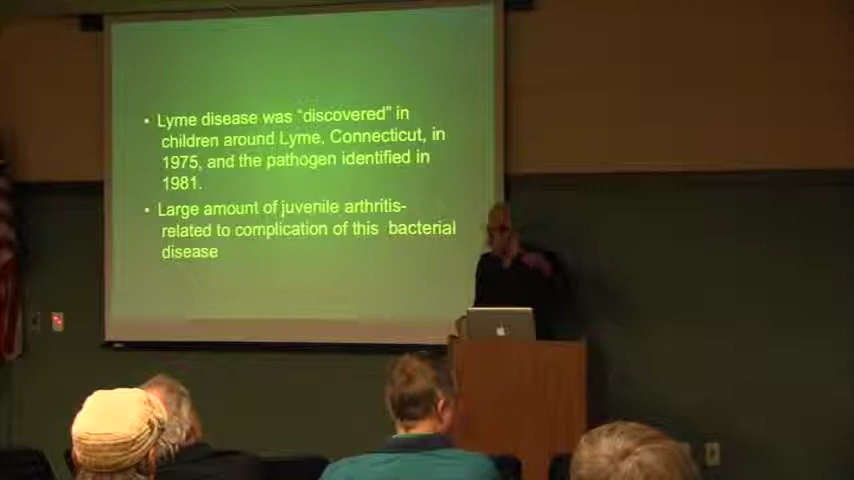 • Lyme disease was "discovered" in
children around Lyme, Connecticut, in
1975, and the pathogen identified in
1981.
• Large amount of juvenile arthritis-
related to complication of this bacterial
disease